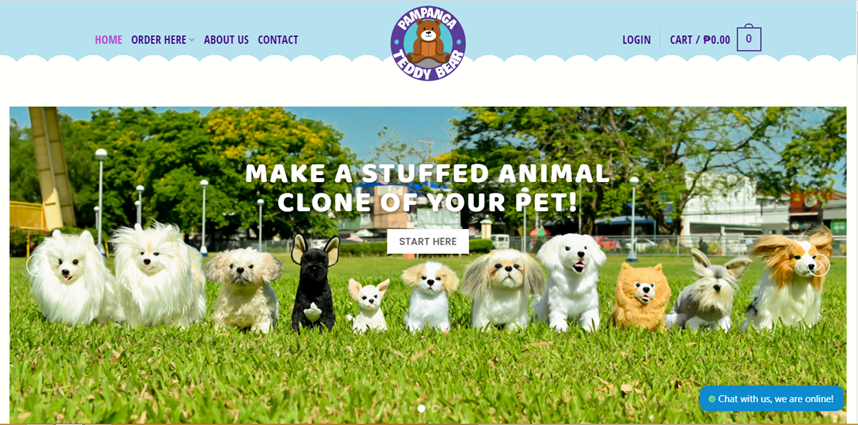 HOME
ORDER HERE
ABOUT US
CONTACT
PAMPANGA
TEDDY BEAR
LOGIN
CART / ₱0.00
0
MAKE A STUFFED ANIMAL
CLONE OF YOUR PET!
START HERE
Chat with us, we are online!